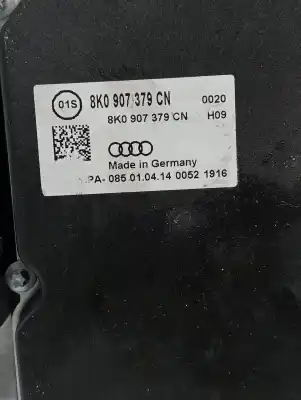 01S
8K0 907 379 CN 0020
8K0 907 379 CN H09
Made in Germany
PA- 085 01.04.14 0052 1916